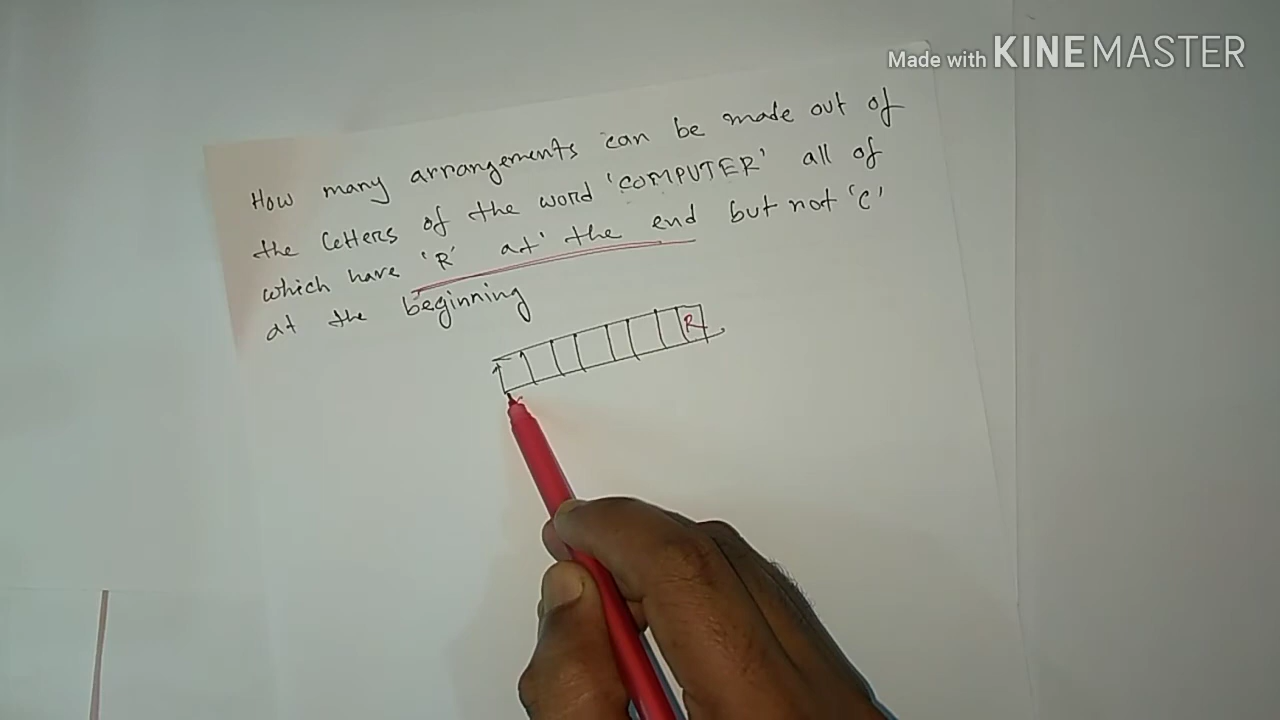 Made with KINEMASTER
How many arrangements can be made out of
the letters of the word 'COMPUTER' all of
which have 'R' at the end but not 'C'
at the beginning
R